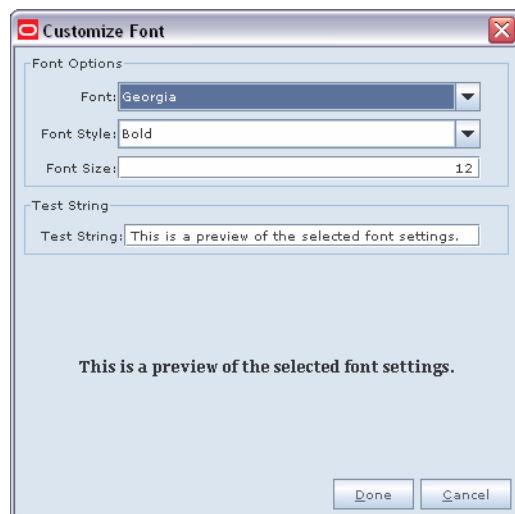 Customize Font
Font Options
Font: Georgia
Font Style: Bold
Font Size: 12
Test String
Test String: This is a preview of the selected font settings.
This is a preview of the selected font settings.
Done Cancel